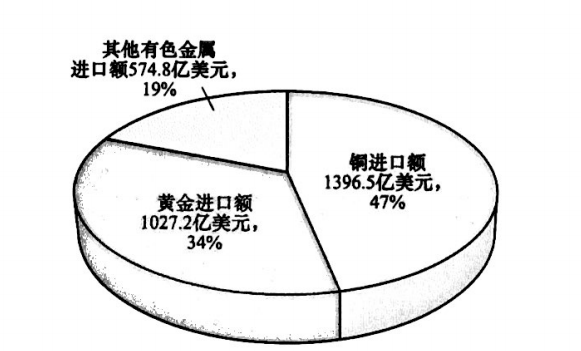 其他有色金属
进口额574.8亿美元，
19%
铜进口额
1396.5亿美元，
47%
黄金进口额
1027.2亿美元，
34%